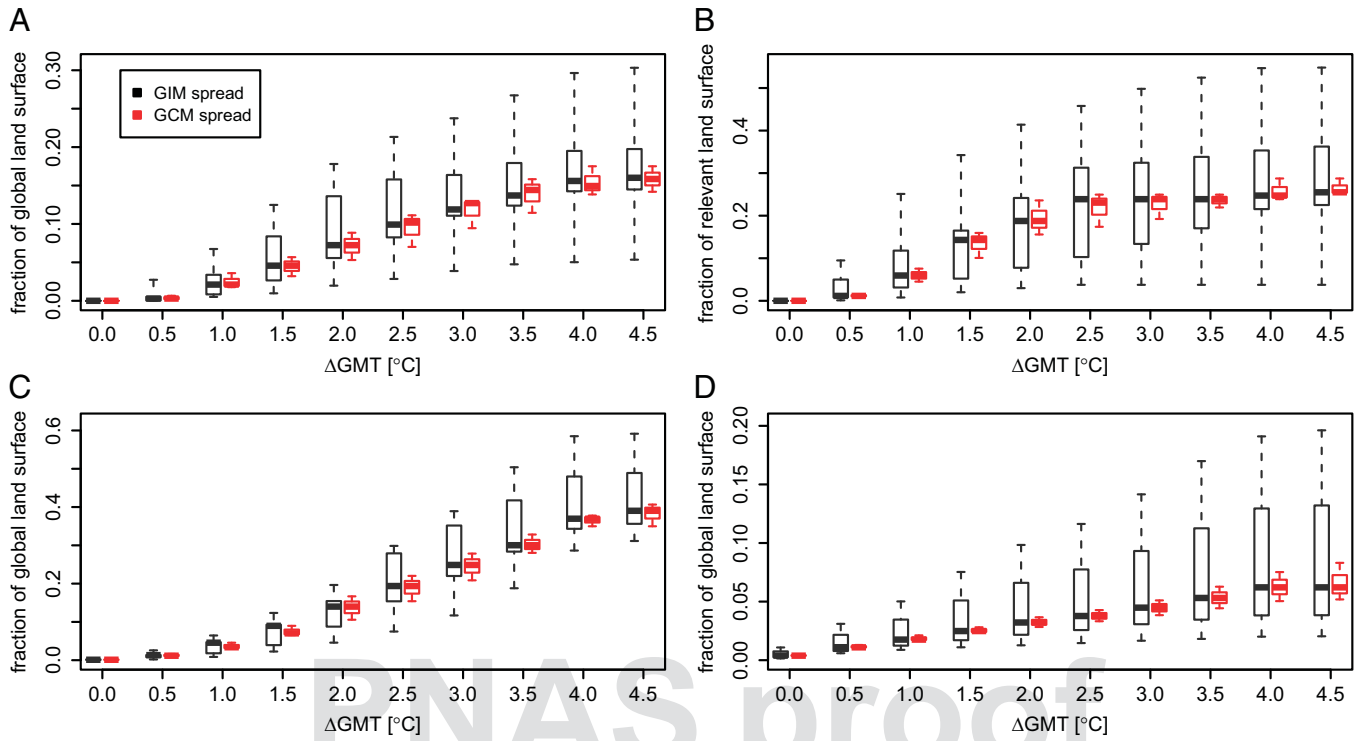 A
fraction of global land surface
0.30
0.20
0.10
0.00
GIM spread
GCM spread
0.0 0.5 1.0 1.5 2.0 2.5 3.0 3.5 4.0 4.5
ΔGMT [°C]
B
fraction of relevant land surface
0.4
0.2
0.0
0.0 0.5 1.0 1.5 2.0 2.5 3.0 3.5 4.0 4.5
ΔGMT [°C]
C
fraction of global land surface
0.6
0.4
0.2
0.0
0.0 0.5 1.0 1.5 2.0 2.5 3.0 3.5 4.0 4.5
ΔGMT [°C]
D
fraction of global land surface
0.20
0.15
0.10
0.05
0.00
0.0 0.5 1.0 1.5 2.0 2.5 3.0 3.5 4.0 4.5
ΔGMT [°C]
PNAS proof